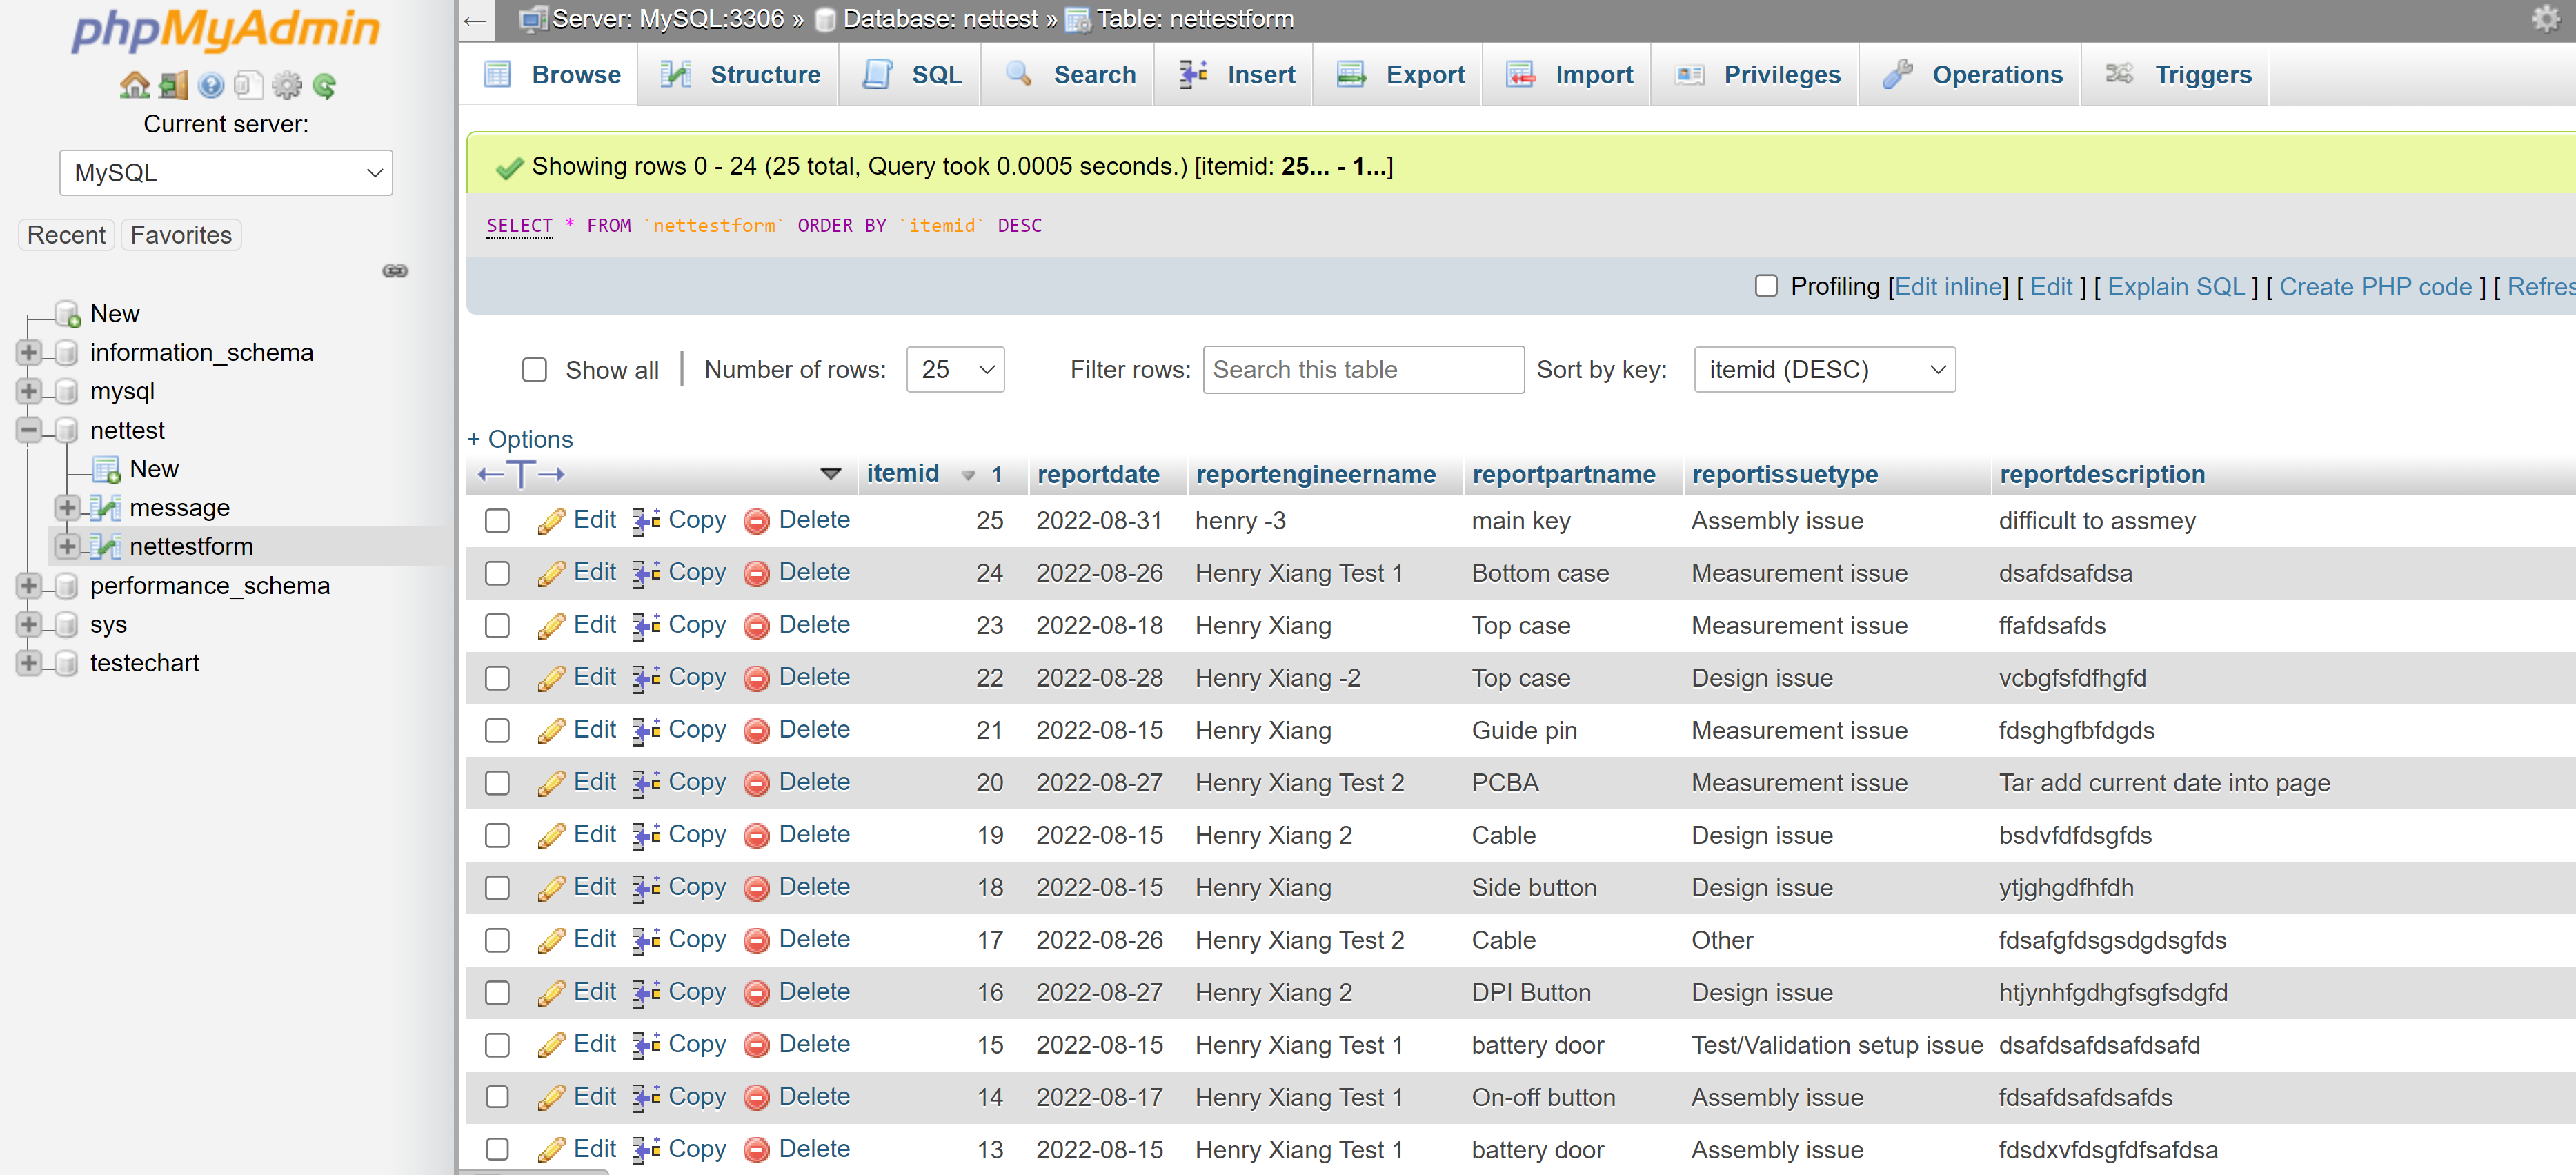 phpMyAdmin
Current server:
MySQL
Recent Favorites
New
information_schema
mysql
nettest
New
message
nettestform
performance_schema
sys
testechart
← Server: MySQL:3306 » Database: nettest » Table: nettestform
Browse Structure SQL Search Insert Export Import Privileges Operations Triggers
Showing rows 0 - 24 (25 total, Query took 0.0005 seconds.) [itemid: 25... - 1...]
SELECT * FROM `nettestform` ORDER BY `itemid` DESC
Profiling [Edit inline] [ Edit ] [ Explain SQL ] [ Create PHP code ] [ Refres
Show all Number of rows: 25 Filter rows: Search this table Sort by key: itemid (DESC)
+ Options
←T→ itemid 1 reportdate reportengineername reportpartname reportissuetype reportdescription
Edit Copy Delete 25 2022-08-31 henry -3 main key Assembly issue difficult to assmey
Edit Copy Delete 24 2022-08-26 Henry Xiang Test 1 Bottom case Measurement issue dsafdsafdsa
Edit Copy Delete 23 2022-08-18 Henry Xiang Top case Measurement issue ffafdsafds
Edit Copy Delete 22 2022-08-28 Henry Xiang -2 Top case Design issue vcbgfsfdfhgfd
Edit Copy Delete 21 2022-08-15 Henry Xiang Guide pin Measurement issue fdsghgfbfdgds
Edit Copy Delete 20 2022-08-27 Henry Xiang Test 2 PCBA Measurement issue Tar add current date into page
Edit Copy Delete 19 2022-08-15 Henry Xiang 2 Cable Design issue bsdvfdfdsgfds
Edit Copy Delete 18 2022-08-15 Henry Xiang Side button Design issue ytjghgdfhfdh
Edit Copy Delete 17 2022-08-26 Henry Xiang Test 2 Cable Other fdsafgfdsgsdgdsgfds
Edit Copy Delete 16 2022-08-27 Henry Xiang 2 DPI Button Design issue htjynhfgdhgfsgfsdgfd
Edit Copy Delete 15 2022-08-15 Henry Xiang Test 1 battery door Test/Validation setup issue dsafdsafdsafdsafd
Edit Copy Delete 14 2022-08-17 Henry Xiang Test 1 On-off button Assembly issue fdsafdsafdsafds
Edit Copy Delete 13 2022-08-15 Henry Xiang Test 1 battery door Assembly issue fdsdxvfdsgfdfsafdsa